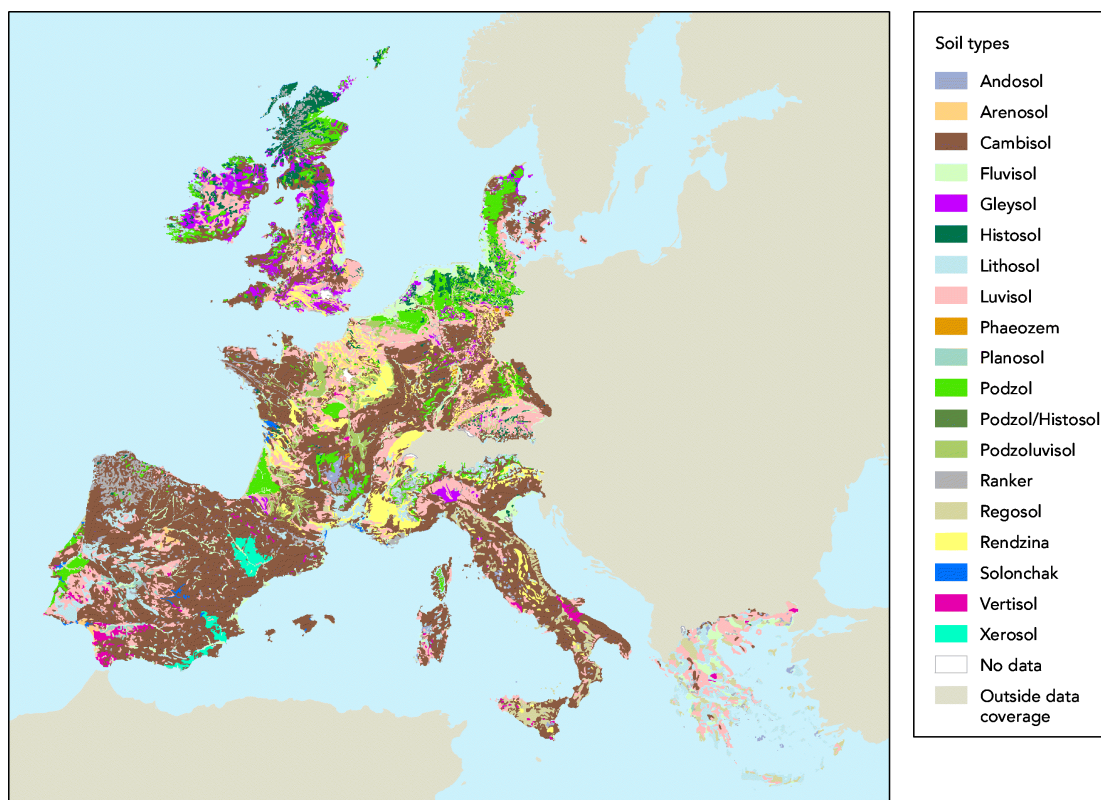 Soil types
Andosol
Arenosol
Cambisol
Fluvisol
Gleysol
Histosol
Lithosol
Luvisol
Phaeozem
Planosol
Podzol
Podzol/Histosol
Podzoluvisol
Ranker
Regosol
Rendzina
Solonchak
Vertisol
Xerosol
No data
Outside data
coverage